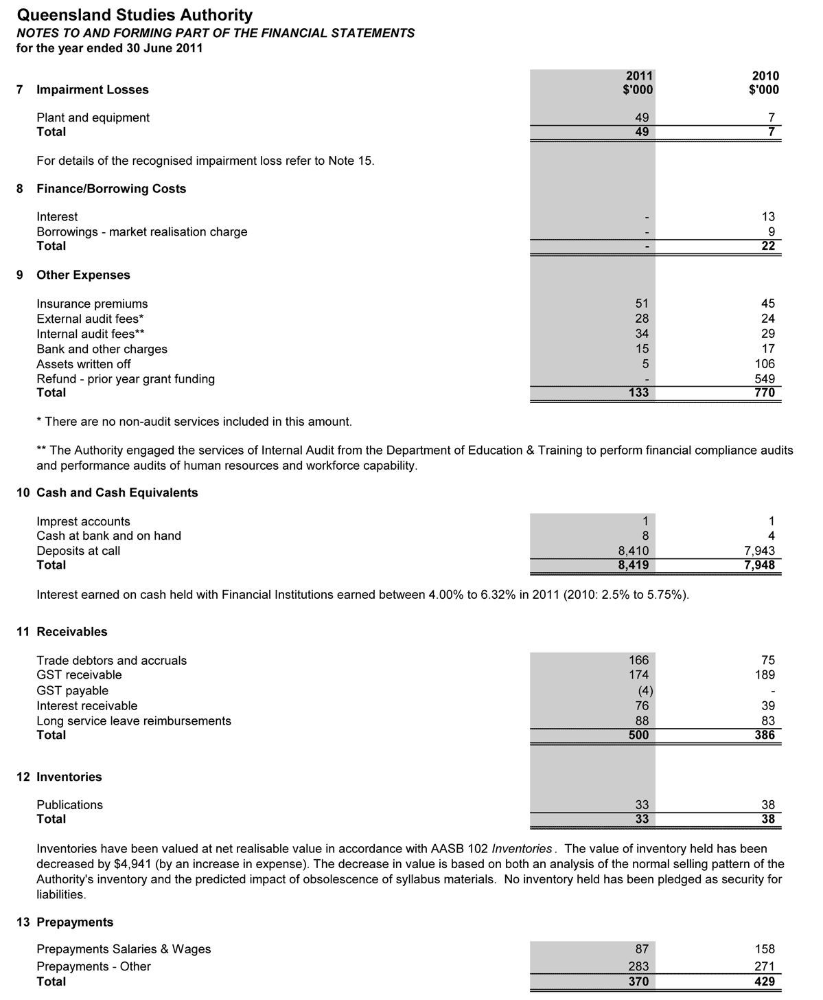 Queensland Studies Authority
NOTES TO AND FORMING PART OF THE FINANCIAL STATEMENTS
for the year ended 30 June 2011
2011 2010
7 Impairment Losses $'000 $'000
Plant and equipment 49 7
Total 49 7
For details of the recognised impairment loss refer to Note 15.
8 Finance/Borrowing Costs
Interest - 13
Borrowings - market realisation charge - 9
Total - 22
9 Other Expenses
Insurance premiums 51 45
External audit fees* 28 24
Internal audit fees** 34 29
Bank and other charges 15 17
Assets written off 5 106
Refund - prior year grant funding - 549
Total 133 770
* There are no non-audit services included in this amount.
** The Authority engaged the services of Internal Audit from the Department of Education & Training to perform financial compliance audits
and performance audits of human resources and workforce capability.
10 Cash and Cash Equivalents
Imprest accounts 1 1
Cash at bank and on hand 8 4
Deposits at call 8,410 7,943
Total 8,419 7,948
Interest earned on cash held with Financial Institutions earned between 4.00% to 6.32% in 2011 (2010: 2.5% to 5.75%).
11 Receivables
Trade debtors and accruals 166 75
GST receivable 174 189
GST payable (4) -
Interest receivable 76 39
Long service leave reimbursements 88 83
Total 500 386
12 Inventories
Publications 33 38
Total 33 38
Inventories have been valued at net realisable value in accordance with AASB 102 Inventories. The value of inventory held has been
decreased by $4,941 (by an increase in expense). The decrease in value is based on both an analysis of the normal selling pattern of the
Authority's inventory and the predicted impact of obsolescence of syllabus materials. No inventory held has been pledged as security for
liabilities.
13 Prepayments
Prepayments Salaries & Wages 87 158
Prepayments - Other 283 271
Total 370 429